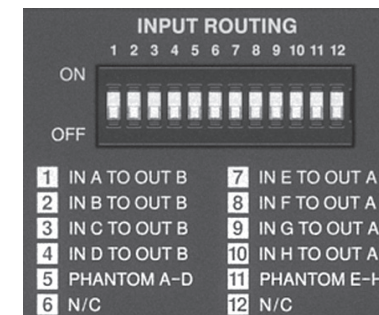 INPUT ROUTING
1 2 3 4 5 6 7 8 9 10 11 12
ON
OFF
1 IN A TO OUT B
2 IN B TO OUT B
3 IN C TO OUT B
4 IN D TO OUT B
5 PHANTOM A–D
6 N/C
7 IN E TO OUT A
8 IN F TO OUT A
9 IN G TO OUT A
10 IN H TO OUT A
11 PHANTOM E–H
12 N/C